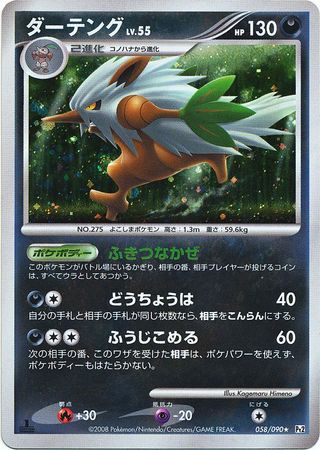 ダーテング LV.55 HP 130
2進化 コノハナから進化
NO.275 よこしまポケモン 高さ:1.3m 重さ:59.6kg
ポケボディー ふきつなかぜ
このポケモンがバトル場にいるかぎり、相手の番、相手プレイヤーが投げるコイン
は、すべてウラとしてあつかう。
どうちょうは 40
自分の手札と相手の手札が同じ枚数なら、相手をこんらんにする。
ふうじこめる 60
次の相手の番、このワザを受けた相手は、ポケパワーを使えず、
ポケボディーもはたらかない。
Illus.Kagemaru Himeno
弱点 抵抗力 にげる
+30 -20
1 ©2008 Pokémon/Nintendo/Creatures/GAME FREAK. 058/090★ Pt2